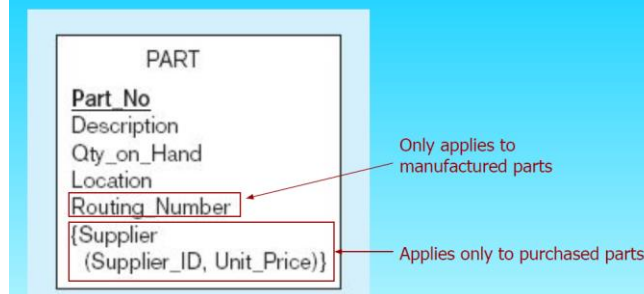 PART
Part_No
Description
Qty_on_Hand
Location
Routing_Number
{Supplier
(Supplier_ID, Unit_Price)}
Only applies to
manufactured parts
Applies only to purchased parts